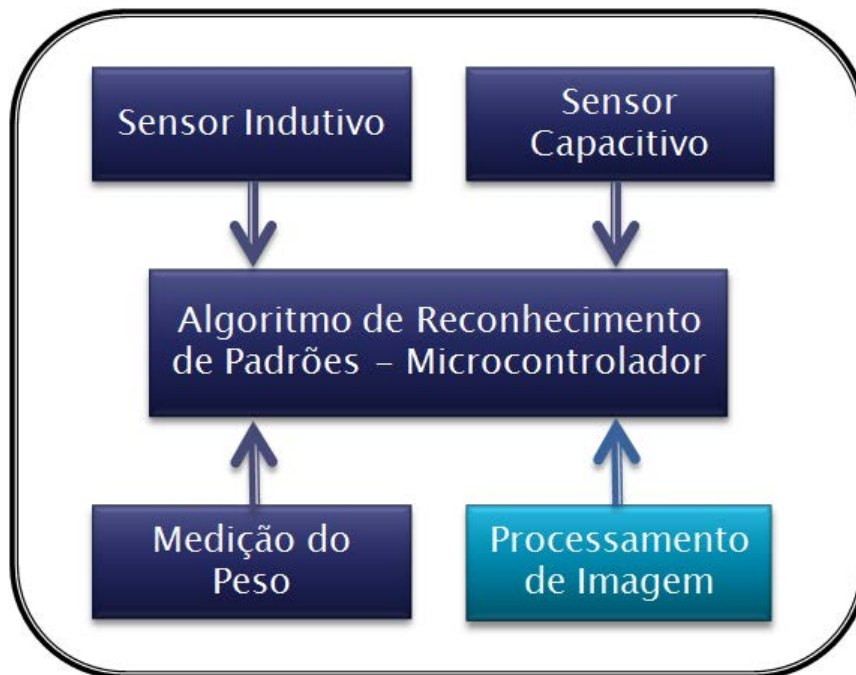 Sensor Indutivo
Sensor
Capacitivo
Algoritmo de Reconhecimento
de Padrões – Microcontrolador
Medição do
Peso
Processamento
de Imagem